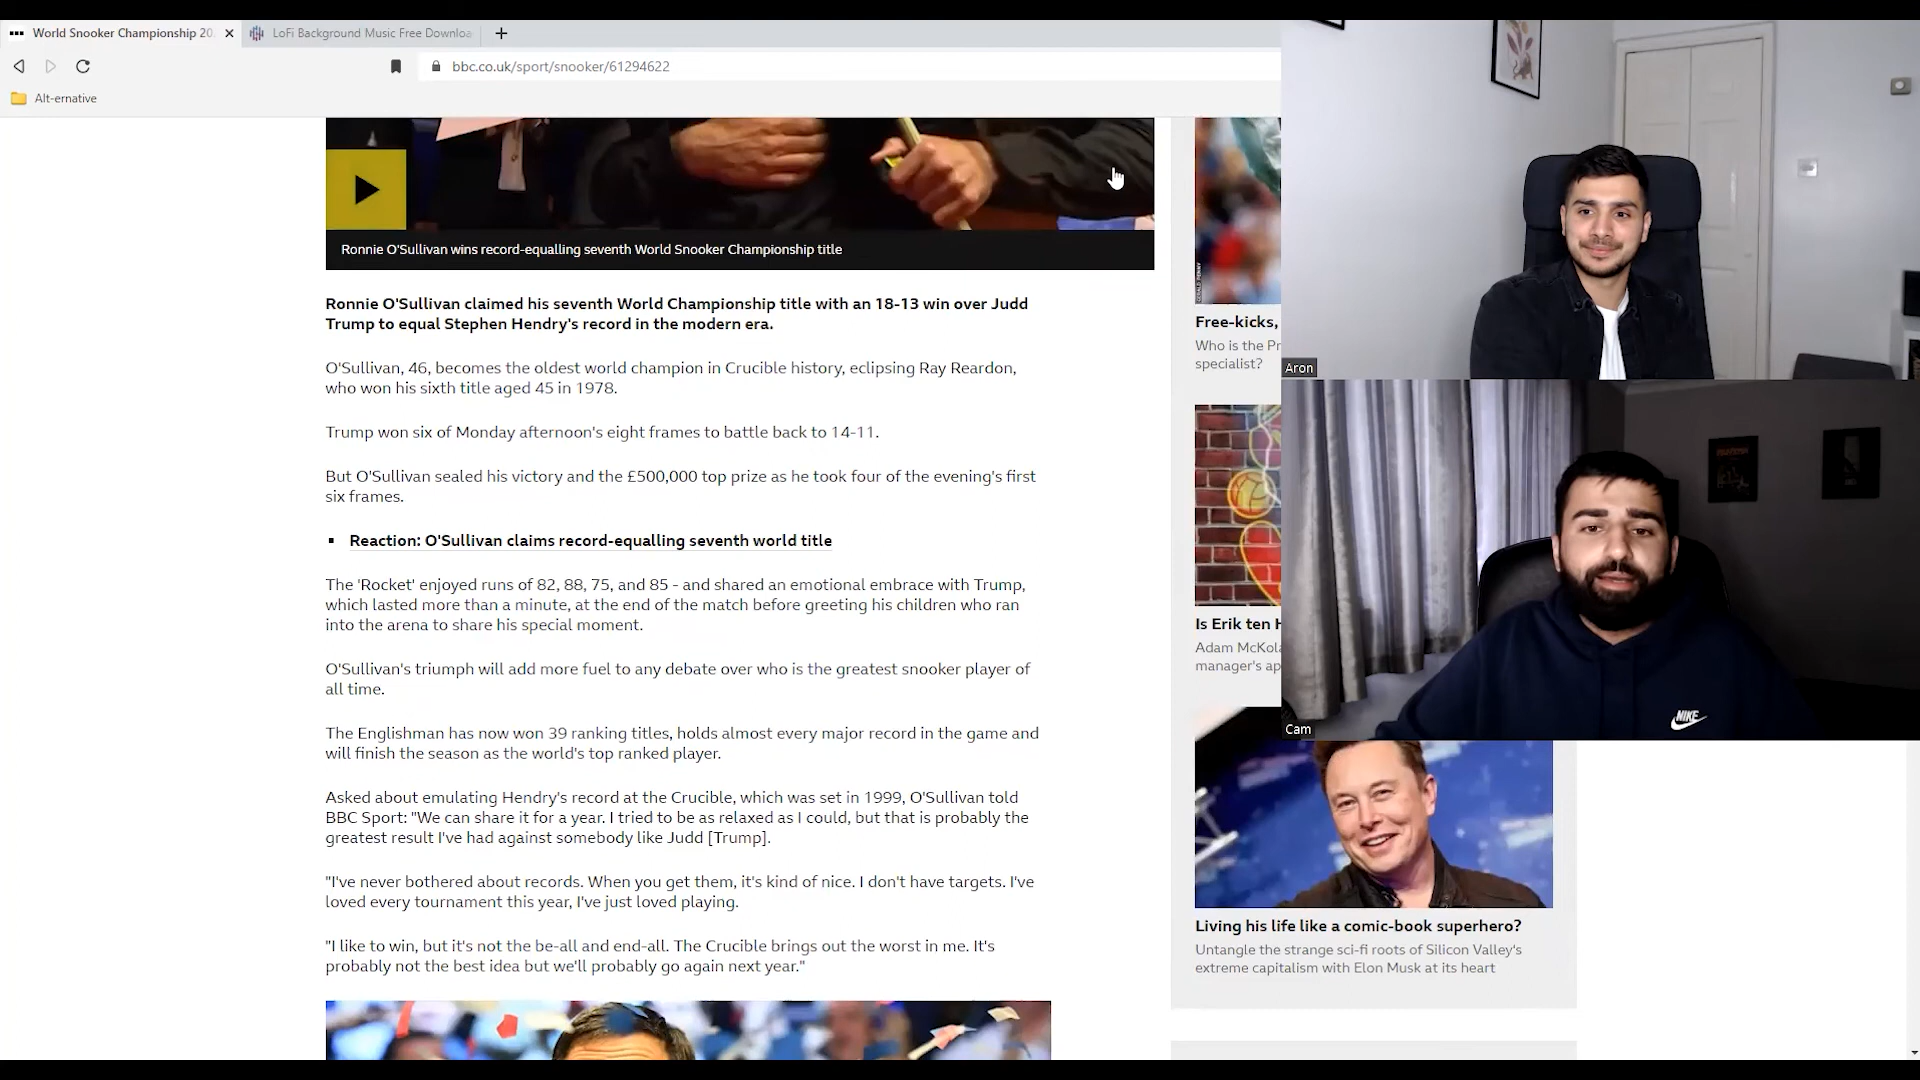 World Snooker Championship 20
LoFi Background Music Free Downloa
bbc.co.uk/sport/snooker/61294622
Alt-ernative
Ronnie O'Sullivan wins record-equalling seventh World Snooker Championship title
Ronnie O'Sullivan claimed his seventh World Championship title with an 18-13 win over Judd
Trump to equal Stephen Hendry's record in the modern era.
O'Sullivan, 46, becomes the oldest world champion in Crucible history, eclipsing Ray Reardon,
who won his sixth title aged 45 in 1978.
Trump won six of Monday afternoon's eight frames to battle back to 14-11.
But O'Sullivan sealed his victory and the £500,000 top prize as he took four of the evening's first
six frames.
Reaction: O'Sullivan claims record-equalling seventh world title
The 'Rocket' enjoyed runs of 82, 88, 75, and 85 - and shared an emotional embrace with Trump,
which lasted more than a minute, at the end of the match before greeting his children who ran
into the arena to share his special moment.
O'Sullivan's triumph will add more fuel to any debate over who is the greatest snooker player of
all time.
The Englishman has now won 39 ranking titles, holds almost every major record in the game and
will finish the season as the world's top ranked player.
Asked about emulating Hendry's record at the Crucible, which was set in 1999, O'Sullivan told
BBC Sport: "We can share it for a year. I tried to be as relaxed as I could, but that is probably the
greatest result I've had against somebody like Judd [Trump].
"I've never bothered about records. When you get them, it's kind of nice. I don't have targets. I've
loved every tournament this year, I've just loved playing.
"I like to win, but it's not the be-all and end-all. The Crucible brings out the worst in me. It's
probably not the best idea but we'll probably go again next year."
Free-kicks,
Who is the Pr
specialist?
Is Erik ten H
Adam McKola
manager's ap
Living his life like a comic-book superhero?
Untangle the strange sci-fi roots of Silicon Valley's
extreme capitalism with Elon Musk at its heart
Aron
NIKE
Cam